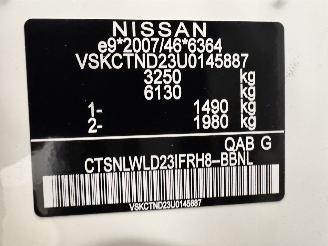 NISSAN
e9*2007/46*6364
VSKCTND23U0145887
3250 kg
6130 kg
1- 1490 kg
2- 1980 kg
QAB G
CTSNLWLD23IFRH8-BBNL
VSKCTND23U0145887